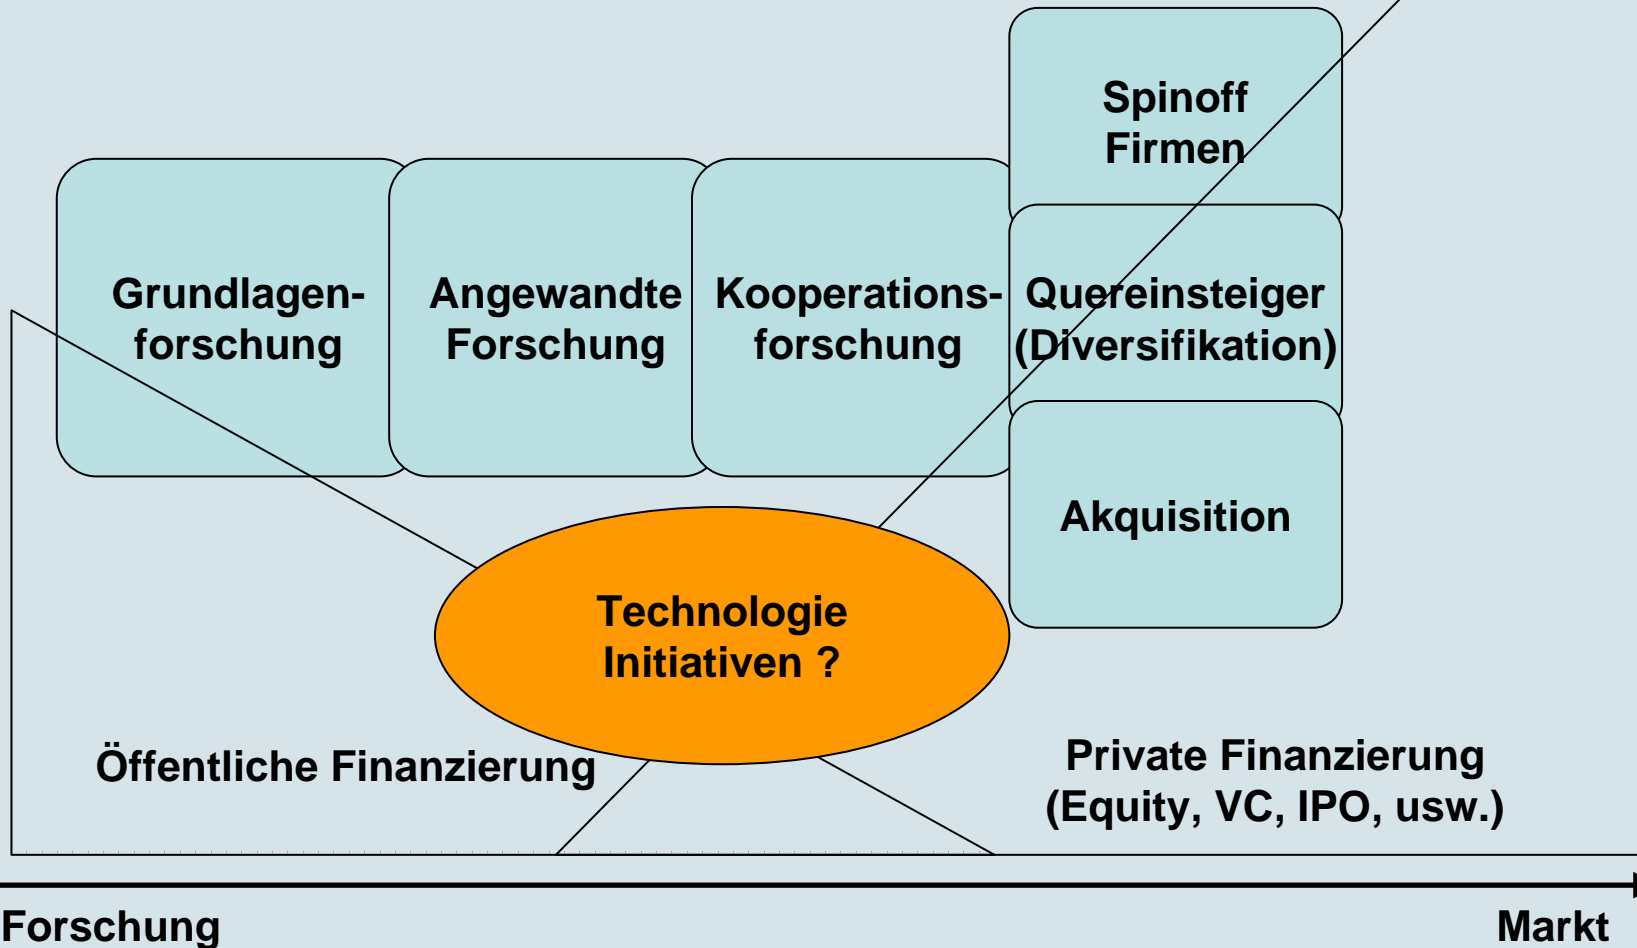 Spinoff
Firmen
Grundlagen-
forschung
Angewandte
Forschung
Kooperations-
forschung
Quereinsteiger
(Diversifikation)
Akquisition
Technologie
Initiativen ?
Öffentliche Finanzierung
Private Finanzierung
(Equity, VC, IPO, usw.)
Forschung
Markt